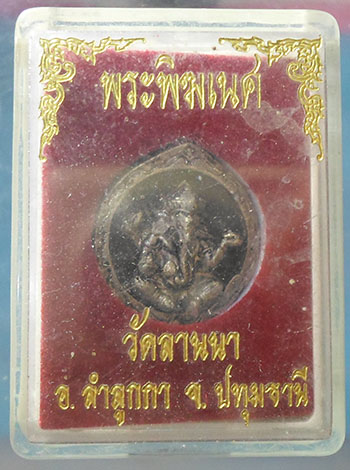 พระพิฆเนศ
วัดลานนา
อ. ลำลูกกา จ. ปทุมธานี